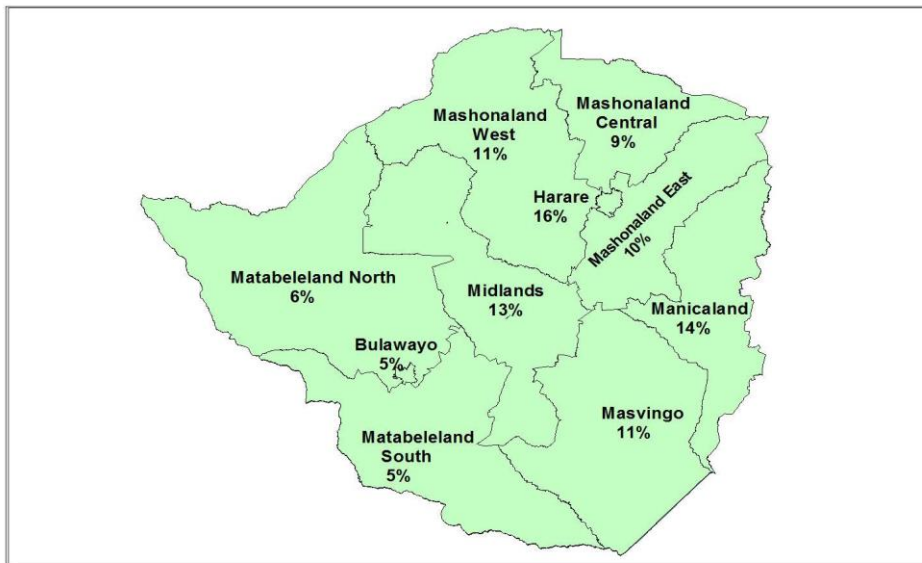 Mashonaland
Central
9%
Mashonaland
West
11%
Harare
16%
Mashonaland East
10%
Matabeleland North
6%
Midlands
13%
Manicaland
14%
Bulawayo
5%
Masvingo
11%
Matabeleland
South
5%